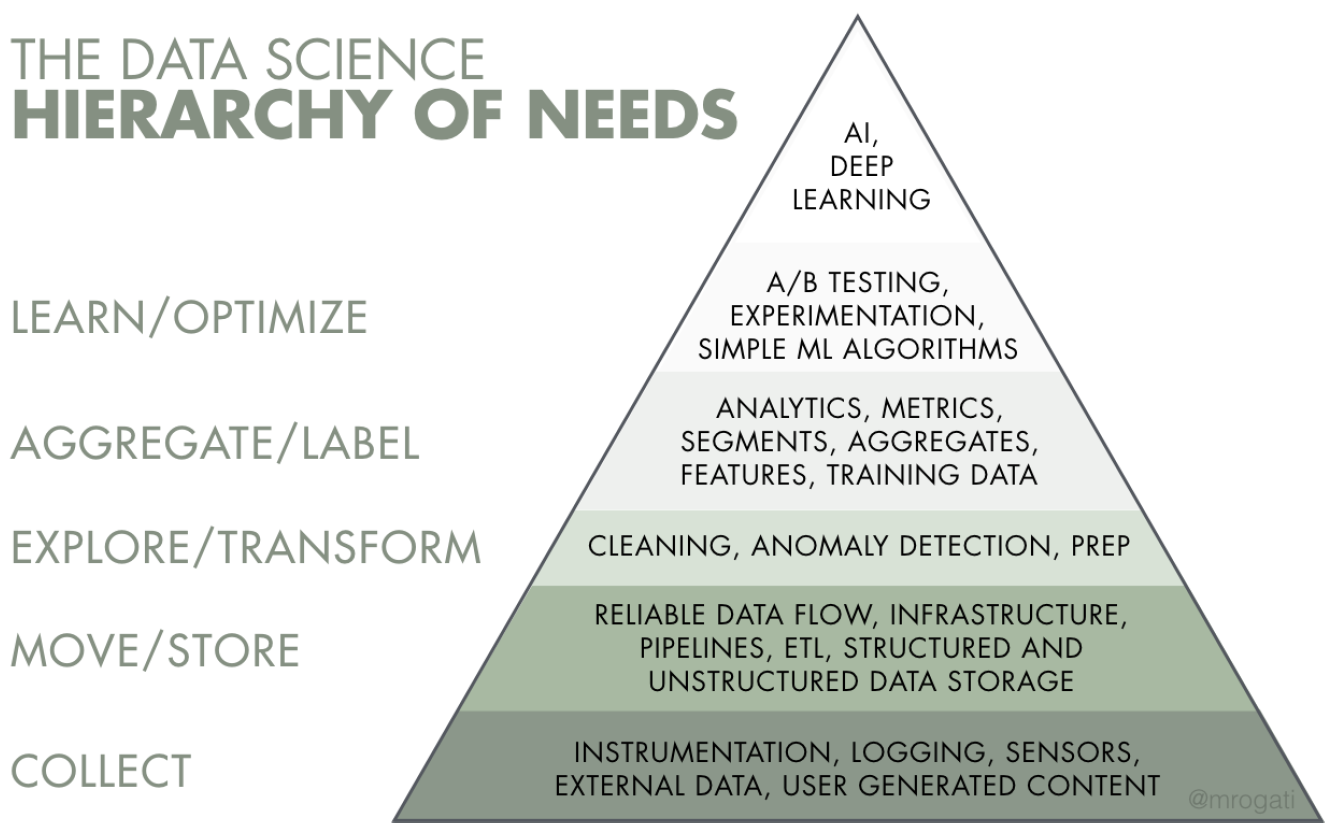 THE DATA SCIENCE
HIERARCHY OF NEEDS
AI,
DEEP
LEARNING
LEARN/OPTIMIZE
A/B TESTING,
EXPERIMENTATION,
SIMPLE ML ALGORITHMS
AGGREGATE/LABEL
ANALYTICS, METRICS,
SEGMENTS, AGGREGATES,
FEATURES, TRAINING DATA
EXPLORE/TRANSFORM
CLEANING, ANOMALY DETECTION, PREP
MOVE/STORE
RELIABLE DATA FLOW, INFRASTRUCTURE,
PIPELINES, ETL, STRUCTURED AND
UNSTRUCTURED DATA STORAGE
COLLECT
INSTRUMENTATION, LOGGING, SENSORS,
EXTERNAL DATA, USER GENERATED CONTENT
@mrogati